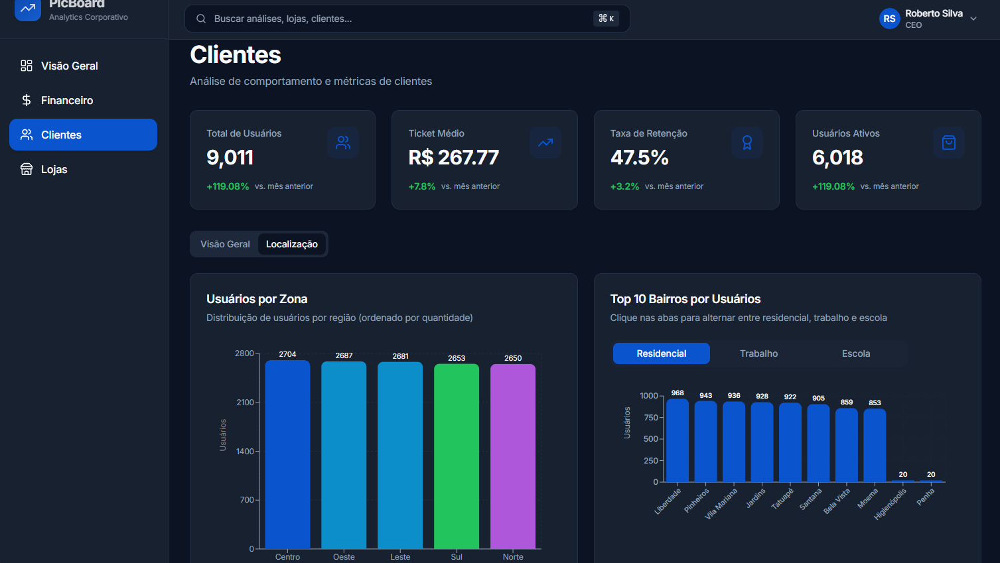 PicBoard
Analytics Corporativo
Buscar análises, lojas, clientes...
⌘ K
RS
Roberto Silva
CEO
Visão Geral
Financeiro
Clientes
Lojas
Clientes
Análise de comportamento e métricas de clientes
Total de Usuários
9,011
+119.08% vs. mês anterior
Ticket Médio
R$ 267.77
+7.8% vs. mês anterior
Taxa de Retenção
47.5%
+3.2% vs. mês anterior
Usuários Ativos
6,018
+119.08% vs. mês anterior
Visão Geral
Localização
Usuários por Zona
Distribuição de usuários por região (ordenado por quantidade)
Usuários
2800
2100
1400
700
0
2704
2687
2681
2653
2650
Centro
Oeste
Leste
Sul
Norte
Top 10 Bairros por Usuários
Clique nas abas para alternar entre residencial, trabalho e escola
Residencial
Trabalho
Escola
Usuários
1000
750
500
250
0
968
943
936
928
922
905
859
853
20
20
Liberdade
Pinheiros
Vila Mariana
Jardins
Tatuapé
Santana
Bela Vista
Moema
Higienópolis
Penha